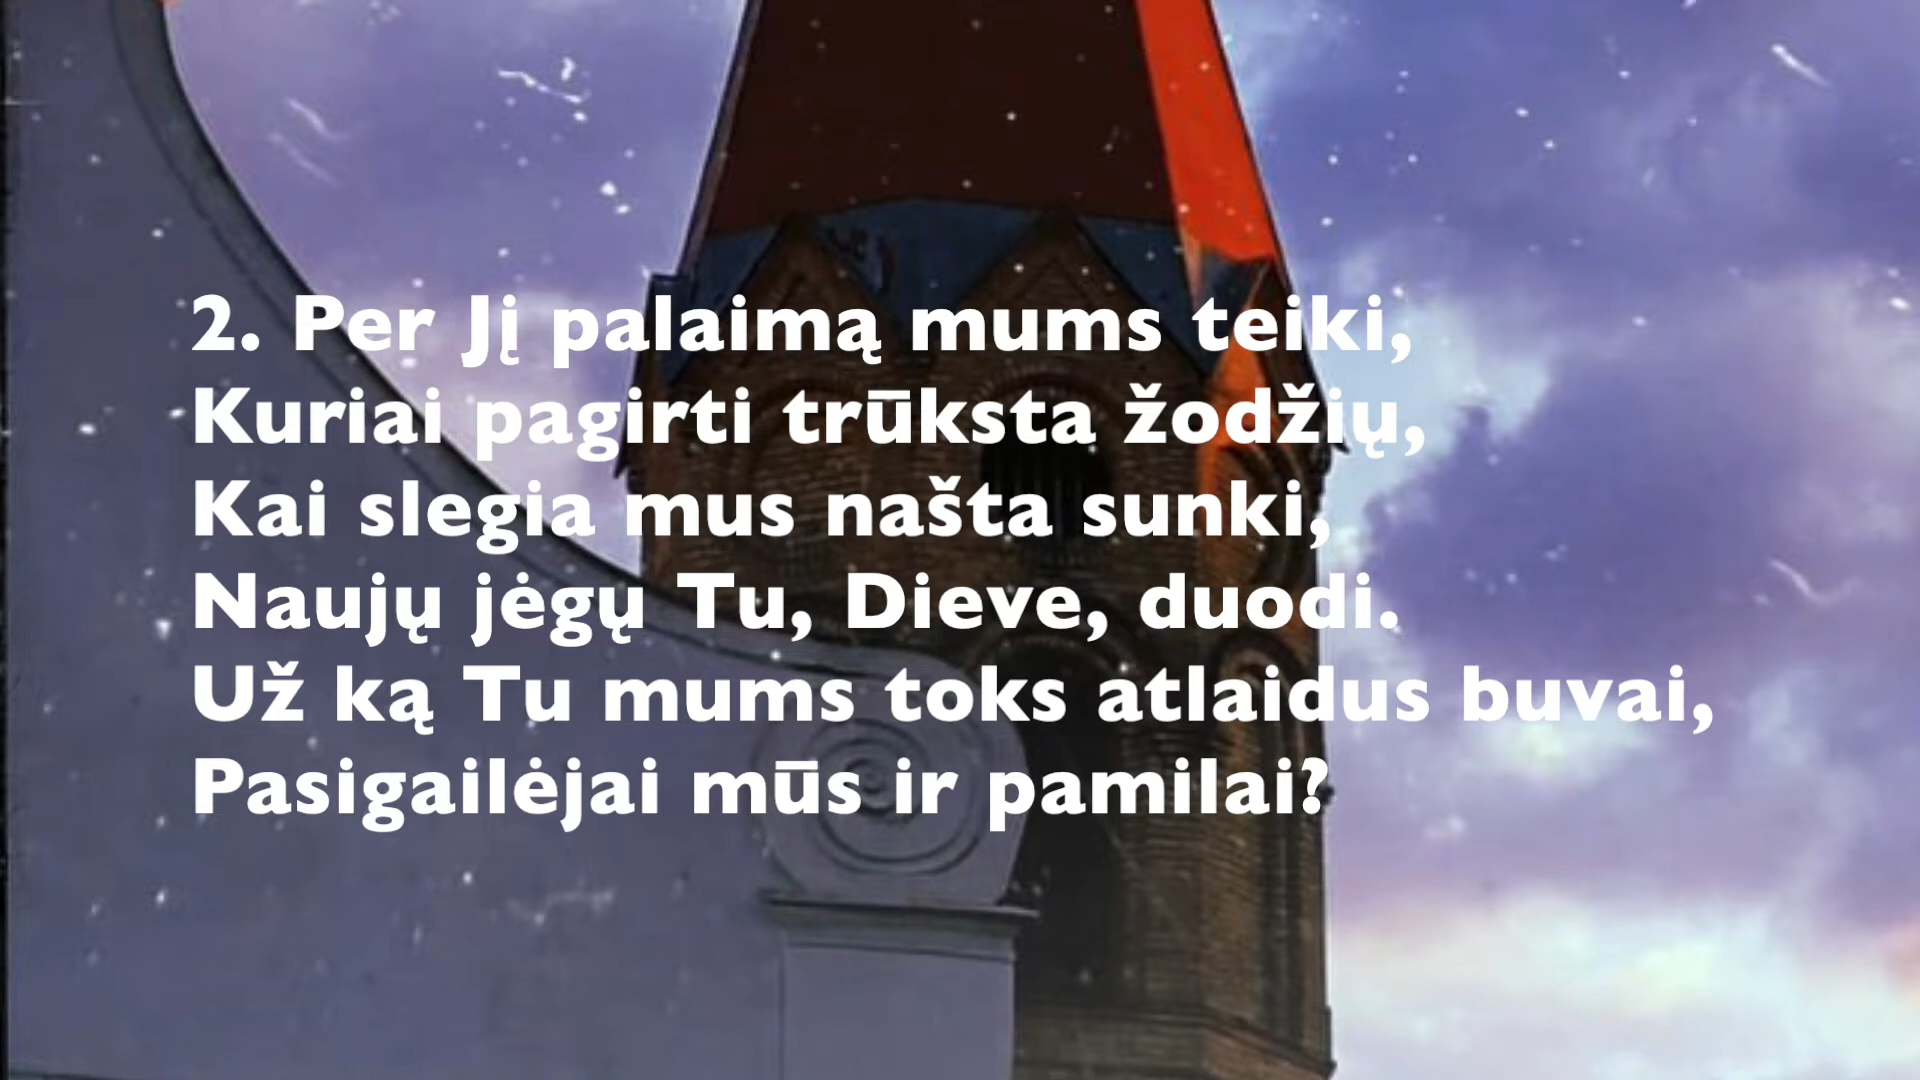 2. Per Jį palaimą mums teiki,
Kuriai pagirti trūksta žodžių,
Kai slegia mus našta sunki,
Naujų jėgų Tu, Dieve, duodi.
Už ką Tu mums toks atlaidus buvai,
Pasigailėjai mūs ir pamilai?